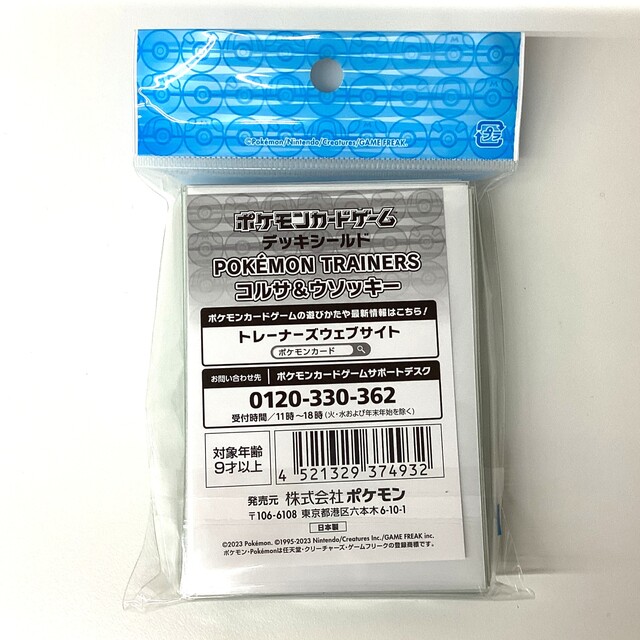 ©Pokémon/Nintendo/Creatures/GAME FREAK.
プラ
ポケモンカードゲーム
デッキシールド
POKÉMON TRAINERS
コルサ&ウソッキー
ポケモンカードゲームの遊びかたや最新情報はこちら!
トレーナーズウェブサイト
ポケモンカード
お問い合わせ先 ポケモンカードゲームサポートデスク
0120-330-362
受付時間/11時〜18時(火・水および年末年始を除く)
対象年齢
9才以上
4 521329 374932
発売元 株式会社 ポケモン
〒106-6108 東京都港区六本木6-10-1
日本製
©2023 Pokémon. ©1995-2023 Nintendo/Creatures Inc./GAME FREAK inc.
ポケモン・Pokémonは任天堂・クリーチャーズ・ゲームフリークの登録商標です。